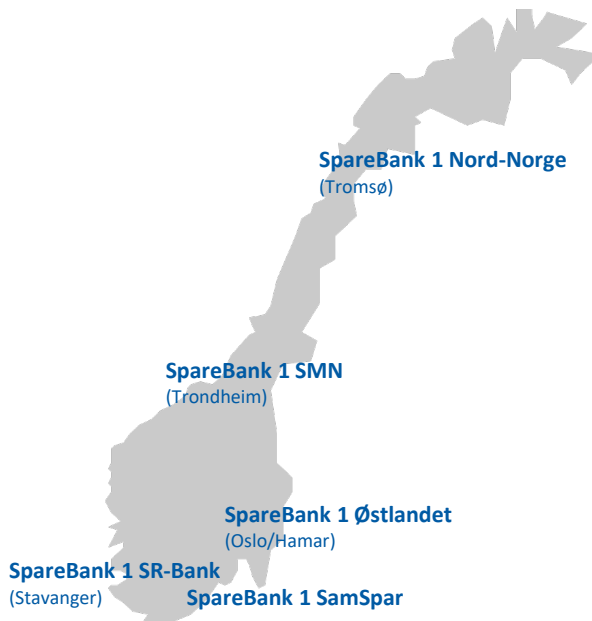 SpareBank 1 Nord-Norge
(Tromsø)
SpareBank 1 SMN
(Trondheim)
SpareBank 1 Østlandet
(Oslo/Hamar)
SpareBank 1 SR-Bank
(Stavanger)
SpareBank 1 SamSpar